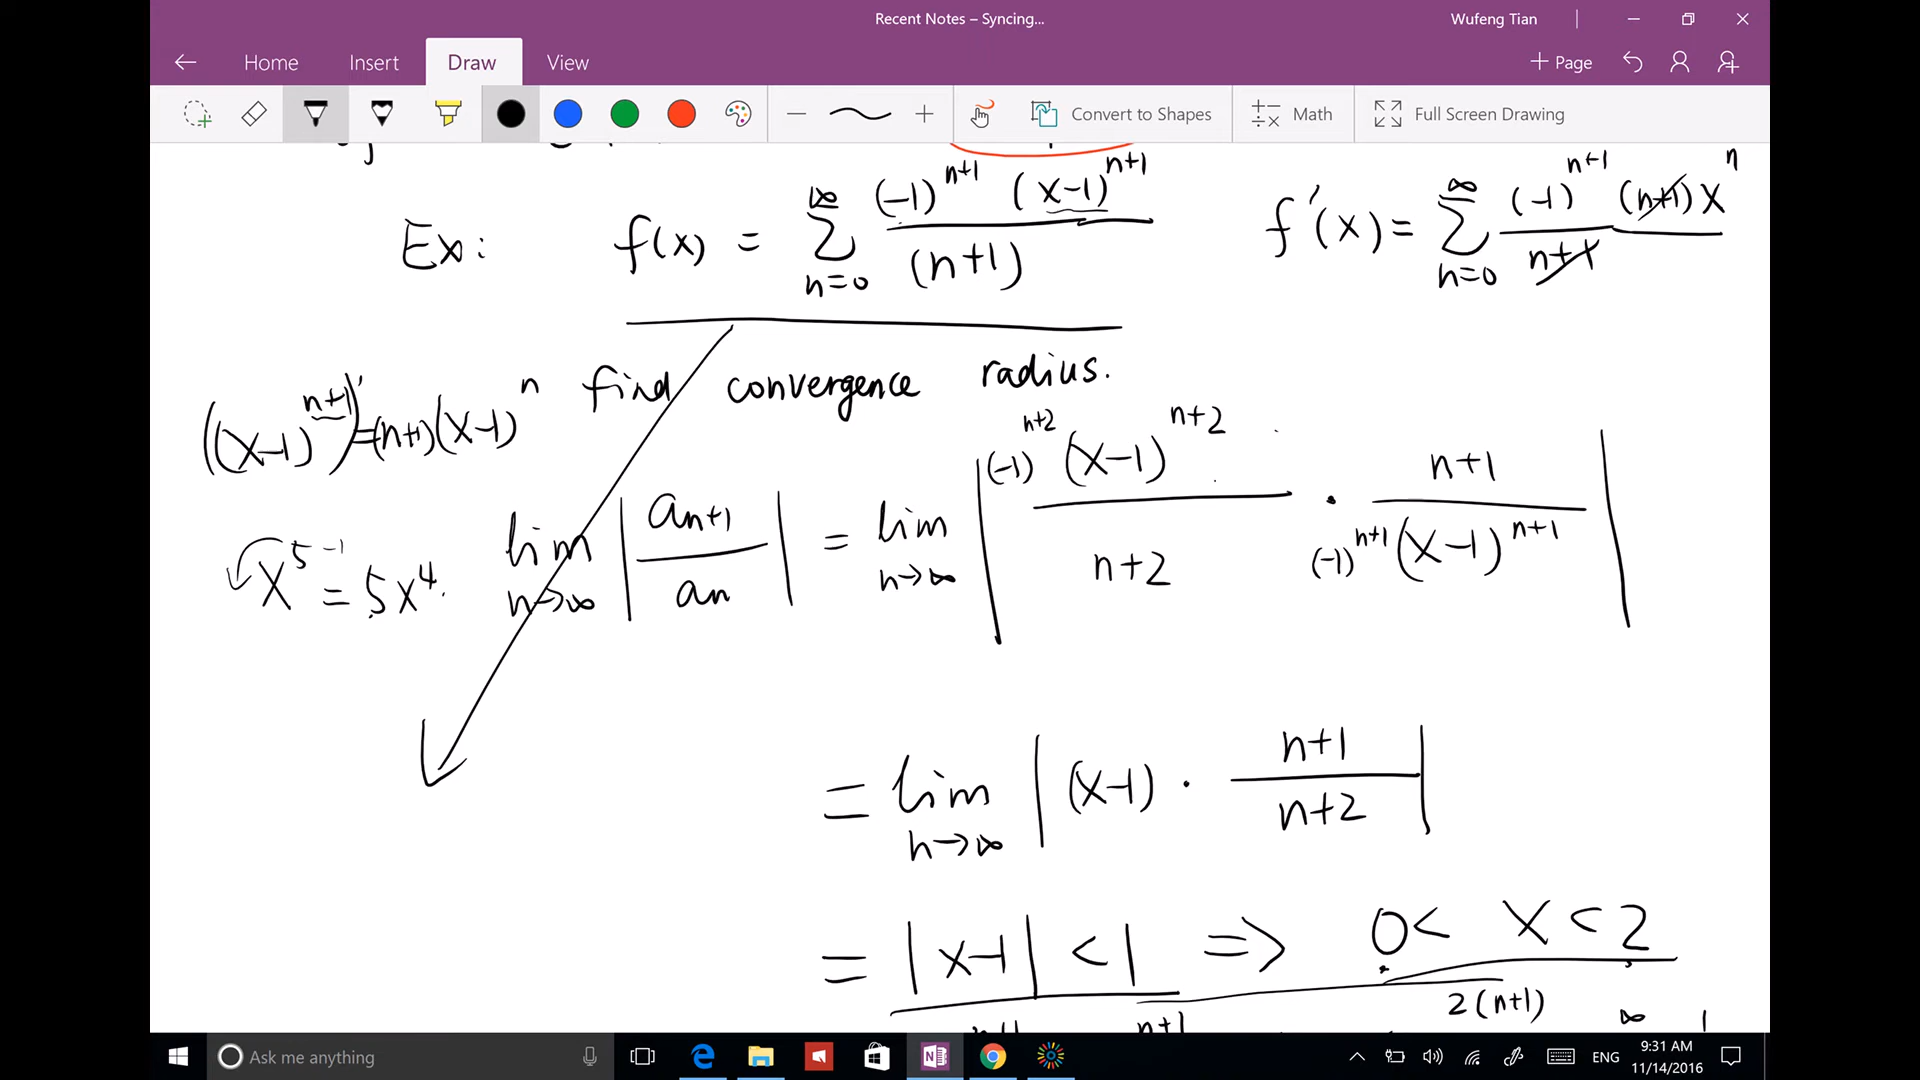 Recent Notes – Syncing...
Wufeng Tian
Home Insert Draw View
+ Page
Convert to Shapes Math Full Screen Drawing
Ex: f(x) = ∑_{n=0}^{∞} (-1)^{n+1} (x-1)^{n+1} / (n+1)
f'(x) = ∑_{n=0}^{∞} (-1)^{n+1} (n+1) x^n / n+1
find convergence radius.
((x-1)^{n+1})' = (n+1)(x-1)^n
lim_{n→∞} | a_{n+1} / a_n | = lim_{n→∞} | (-1)^{n+2} (x-1)^{n+2} / n+2 · n+1 / (-1)^{n+1} (x-1)^{n+1} |
x^{5-1} = 5x^4.
= lim_{n→∞} | (x-1) · n+1 / n+2 |
= |x-1| < 1 => 0 < x < 2
2(n+1)
n+1
∞
Ask me anything
ENG
9:31 AM
11/14/2016